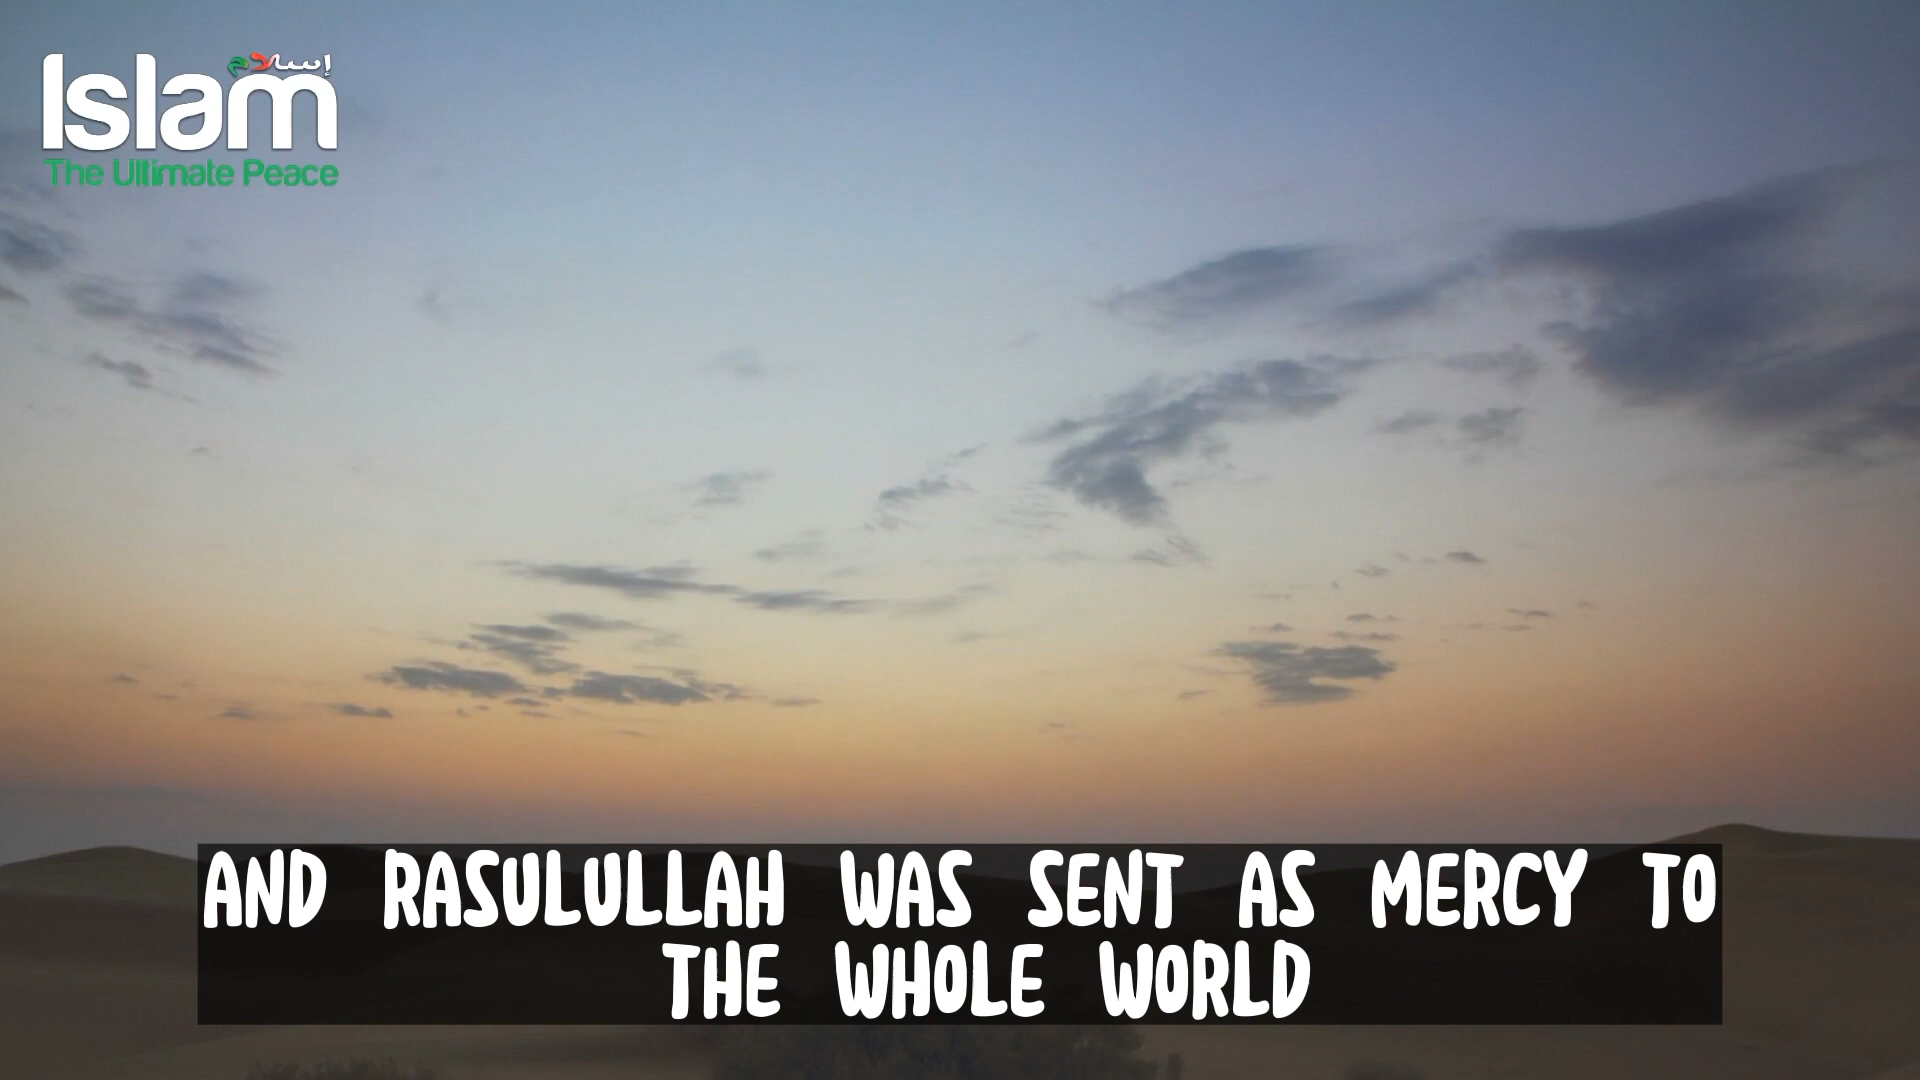 إسلام
Islam
The Ultimate Peace
AND RASULULLAH WAS SENT AS MERCY TO
THE WHOLE WORLD